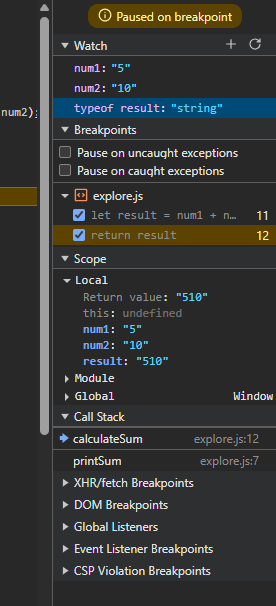 Paused on breakpoint
Watch
num1: "5"
num2: "10"
typeof result: "string"
num2);
Breakpoints
Pause on uncaught exceptions
Pause on caught exceptions
explore.js
let result = num1 + n… 11
return result 12
Scope
Local
Return value: "510"
this: undefined
num1: "5"
num2: "10"
result: "510"
Module
Global Window
Call Stack
calculateSum explore.js:12
printSum explore.js:7
XHR/fetch Breakpoints
DOM Breakpoints
Global Listeners
Event Listener Breakpoints
CSP Violation Breakpoints